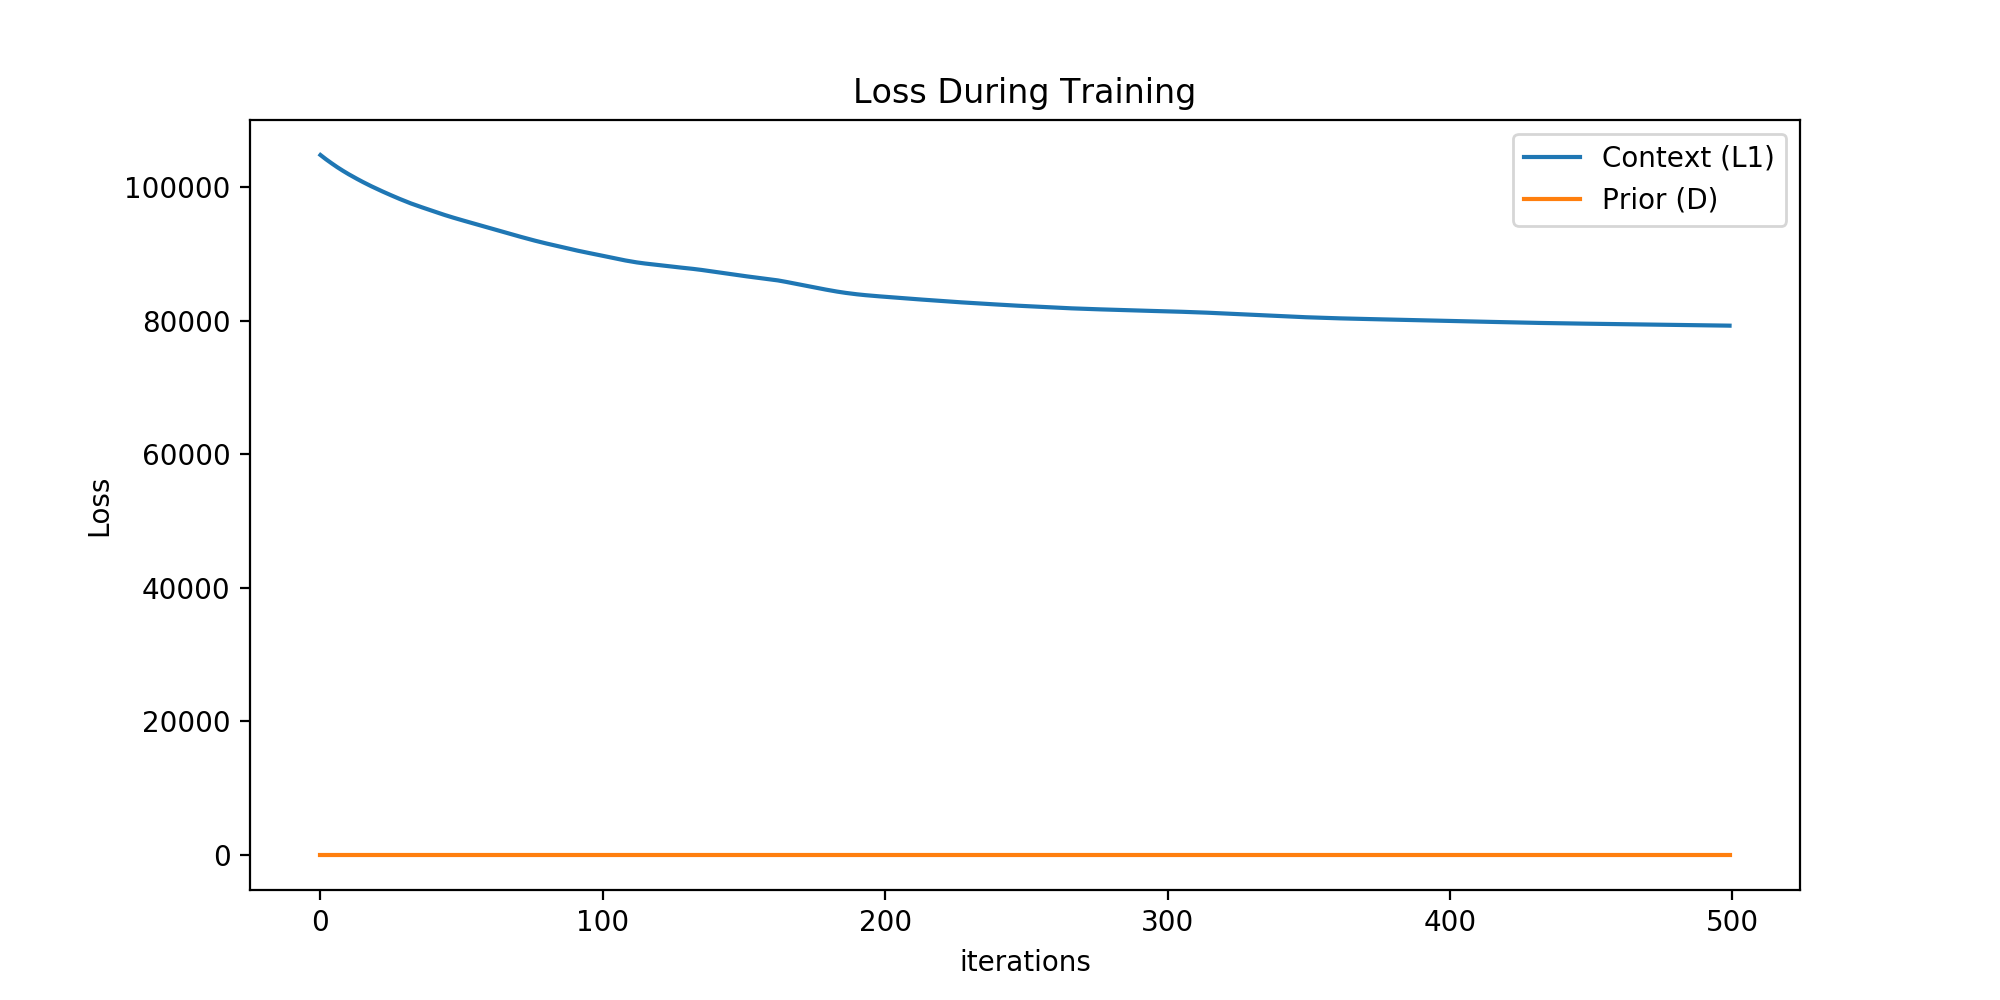 Loss During Training
Context (L1)
Prior (D)
100000
80000
60000
40000
20000
0
Loss
0 100 200 300 400 500
iterations